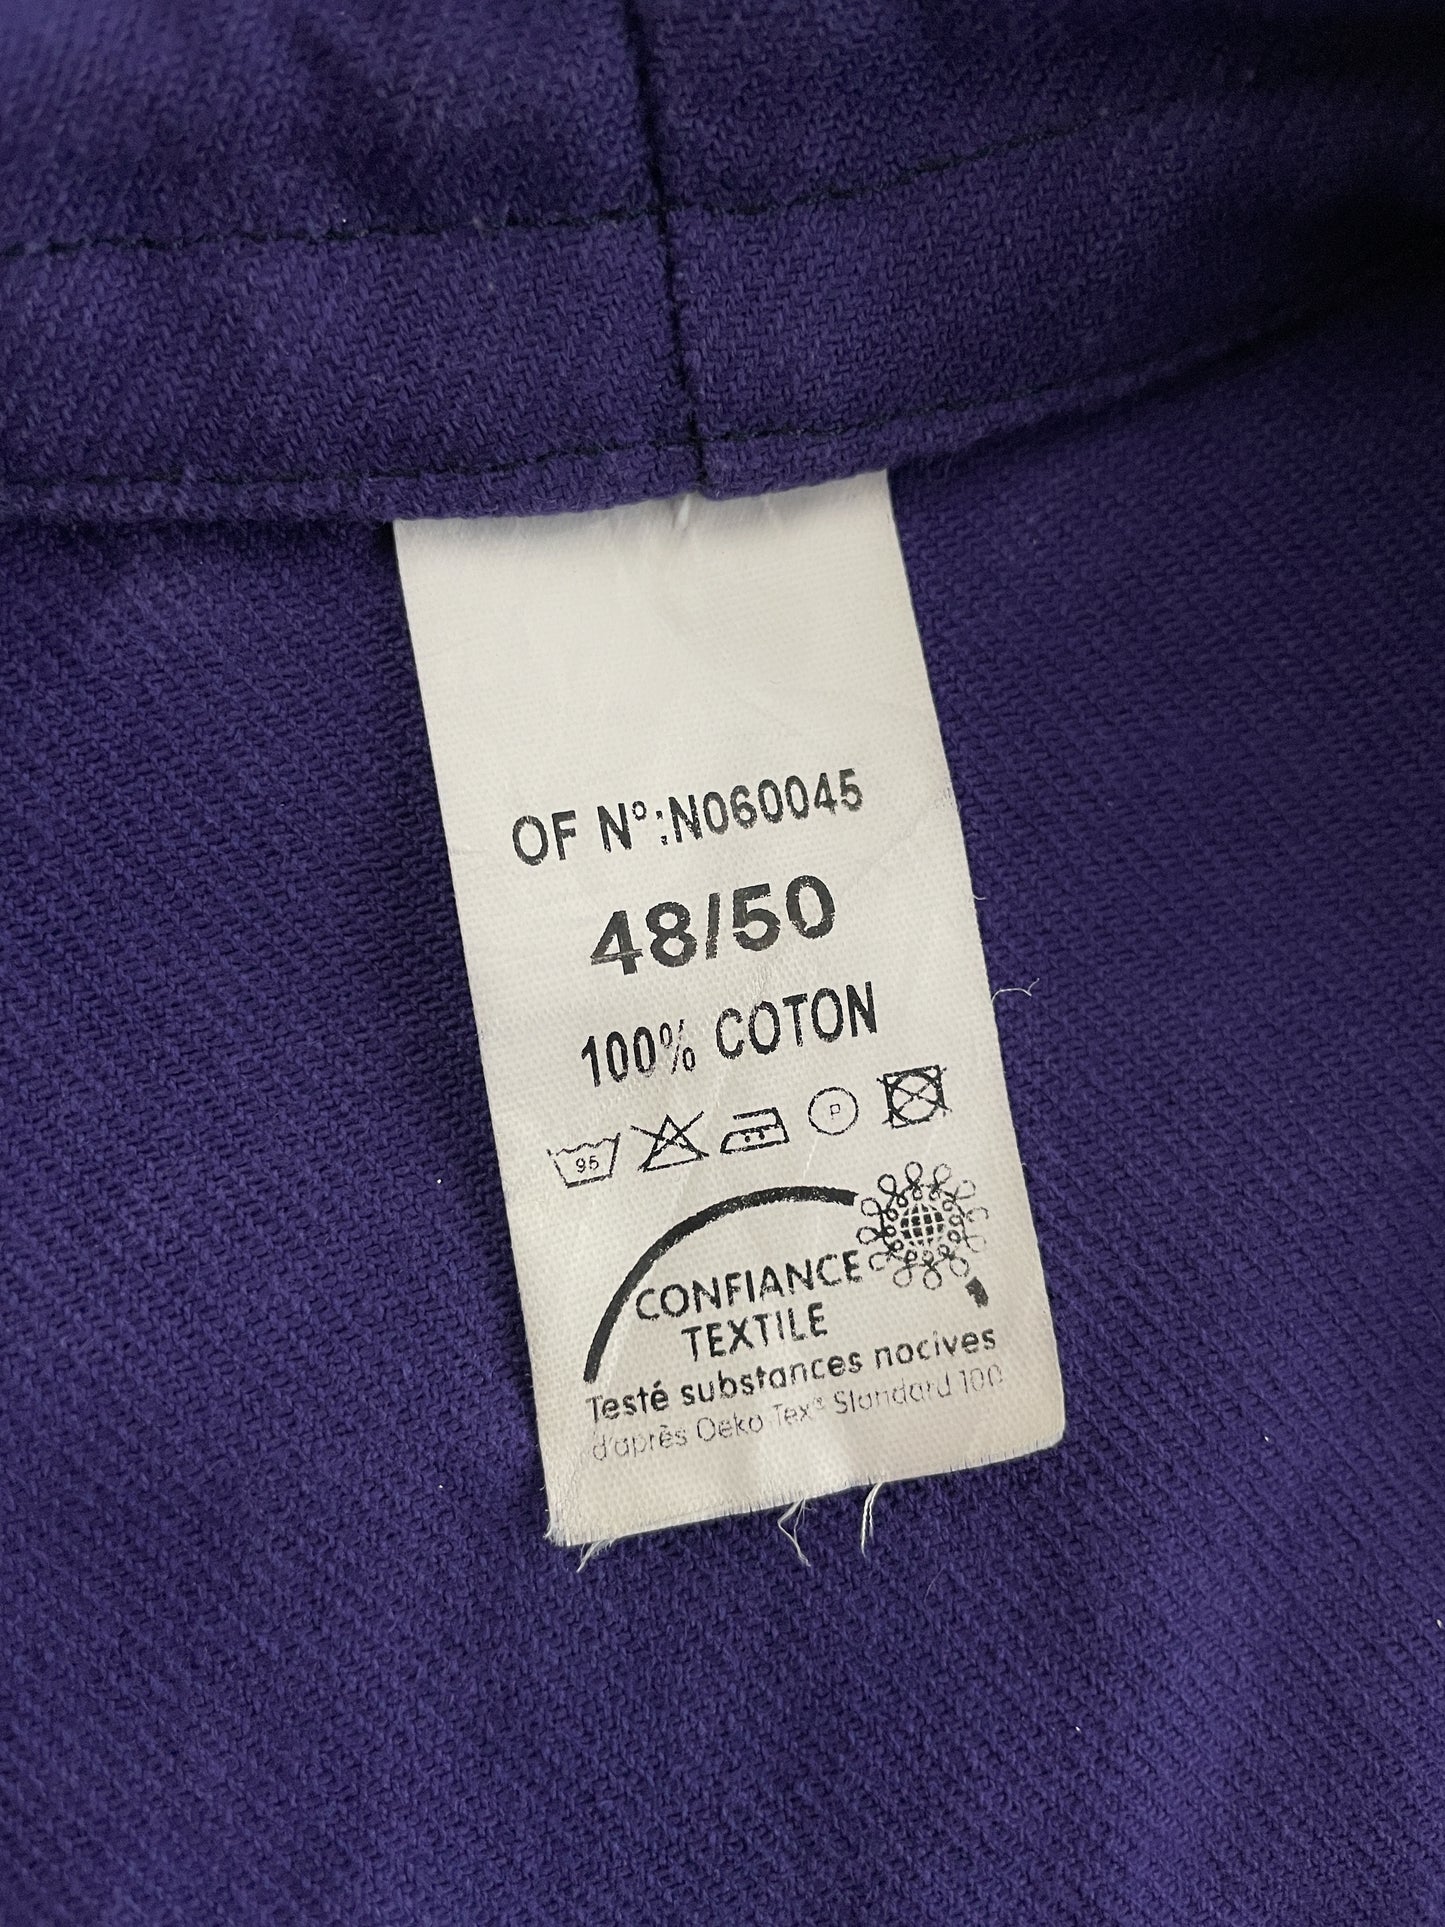 OF N°:N060045
48/50
100% COTON
95 P
CONFIANCE
TEXTILE
Testé substances nocives
d'après Oeko-Tex® Standard 100